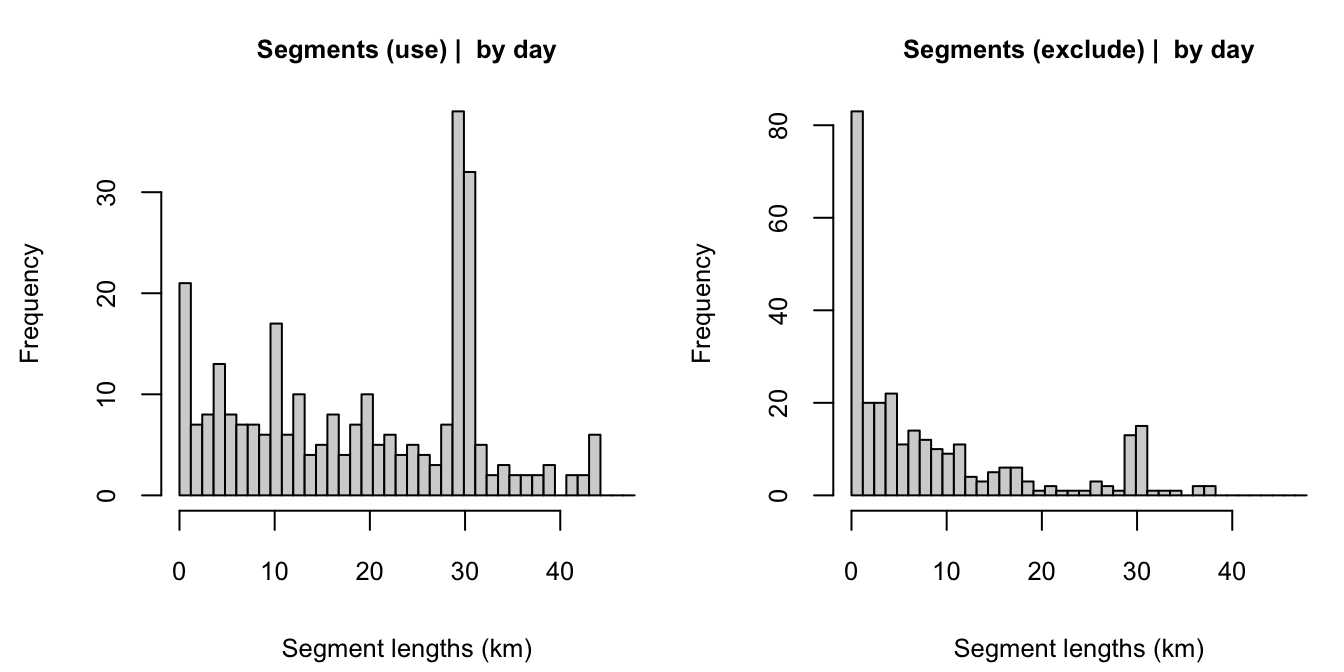 Segments (use) |  by day
Frequency
0
10
20
30
0 10 20 30 40
Segment lengths (km)
Segments (exclude) |  by day
Frequency
0
20
40
60
80
0 10 20 30 40
Segment lengths (km)